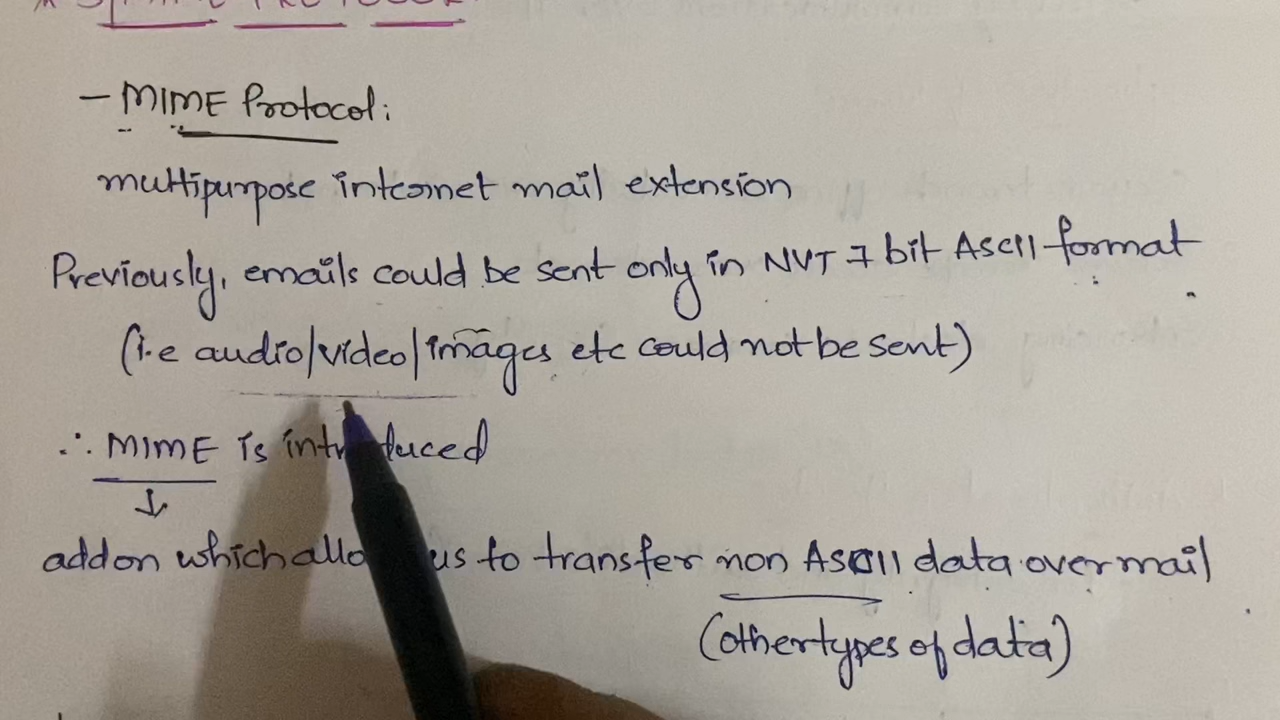 - MIME Protocol:
multipurpose internet mail extension
Previously, emails could be sent only in NVT 7 bit ASCII format
(i.e audio/video/images etc could not be sent)
∴ MIME is introduced
↓
addon which us to transfer non ASCII data over mail
(other types of data)